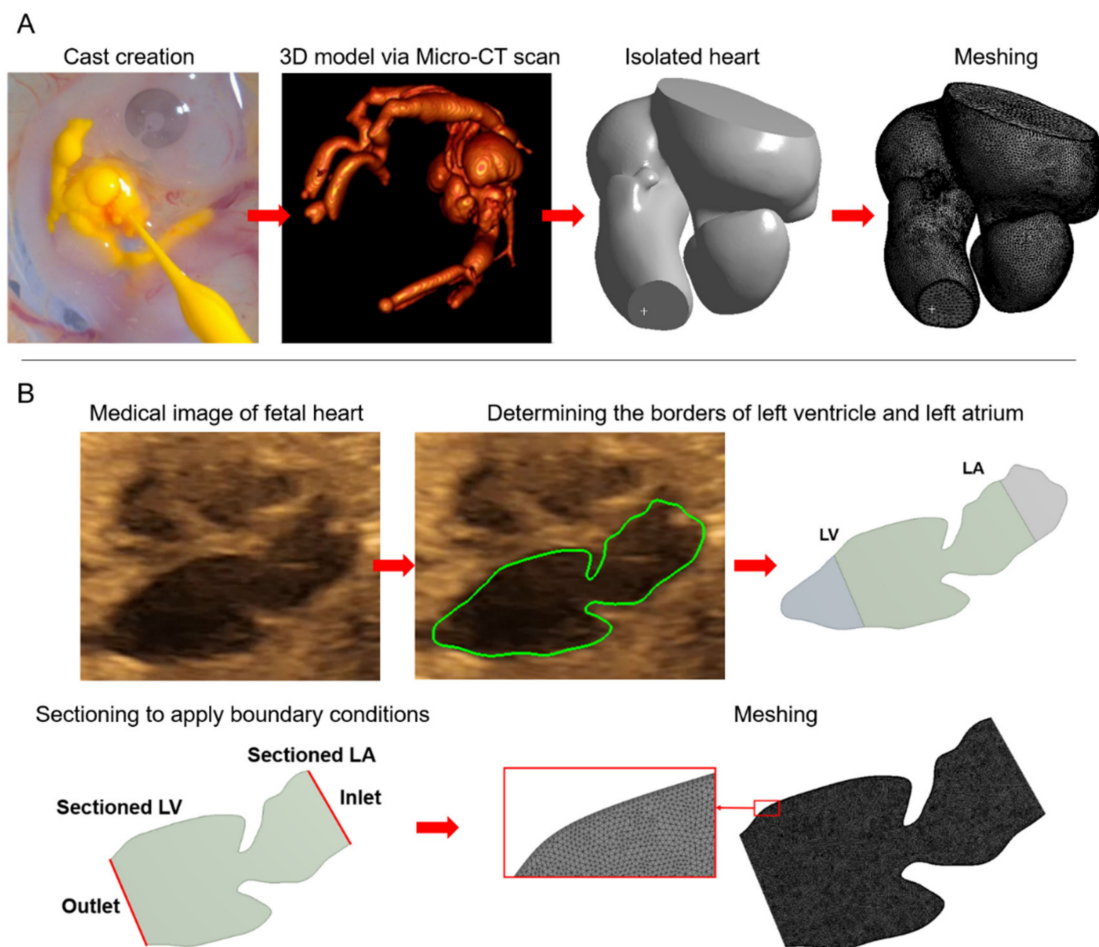 A
Cast creation
3D model via Micro-CT scan
Isolated heart
Meshing
B
Medical image of fetal heart
Determining the borders of left ventricle and left atrium
LA
LV
Sectioning to apply boundary conditions
Meshing
Sectioned LA
Sectioned LV
Inlet
Outlet